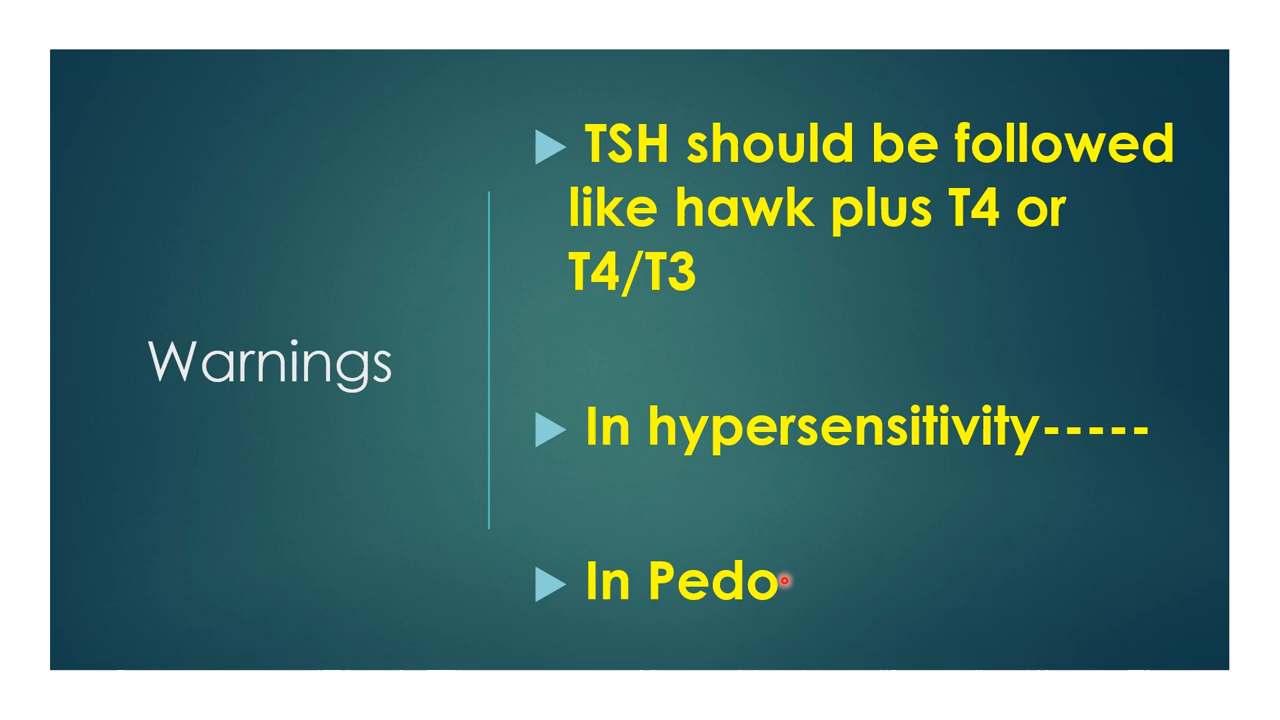 Warnings
TSH should be followed
like hawk plus T4 or
T4/T3
In hypersensitivity-----
In Pedo